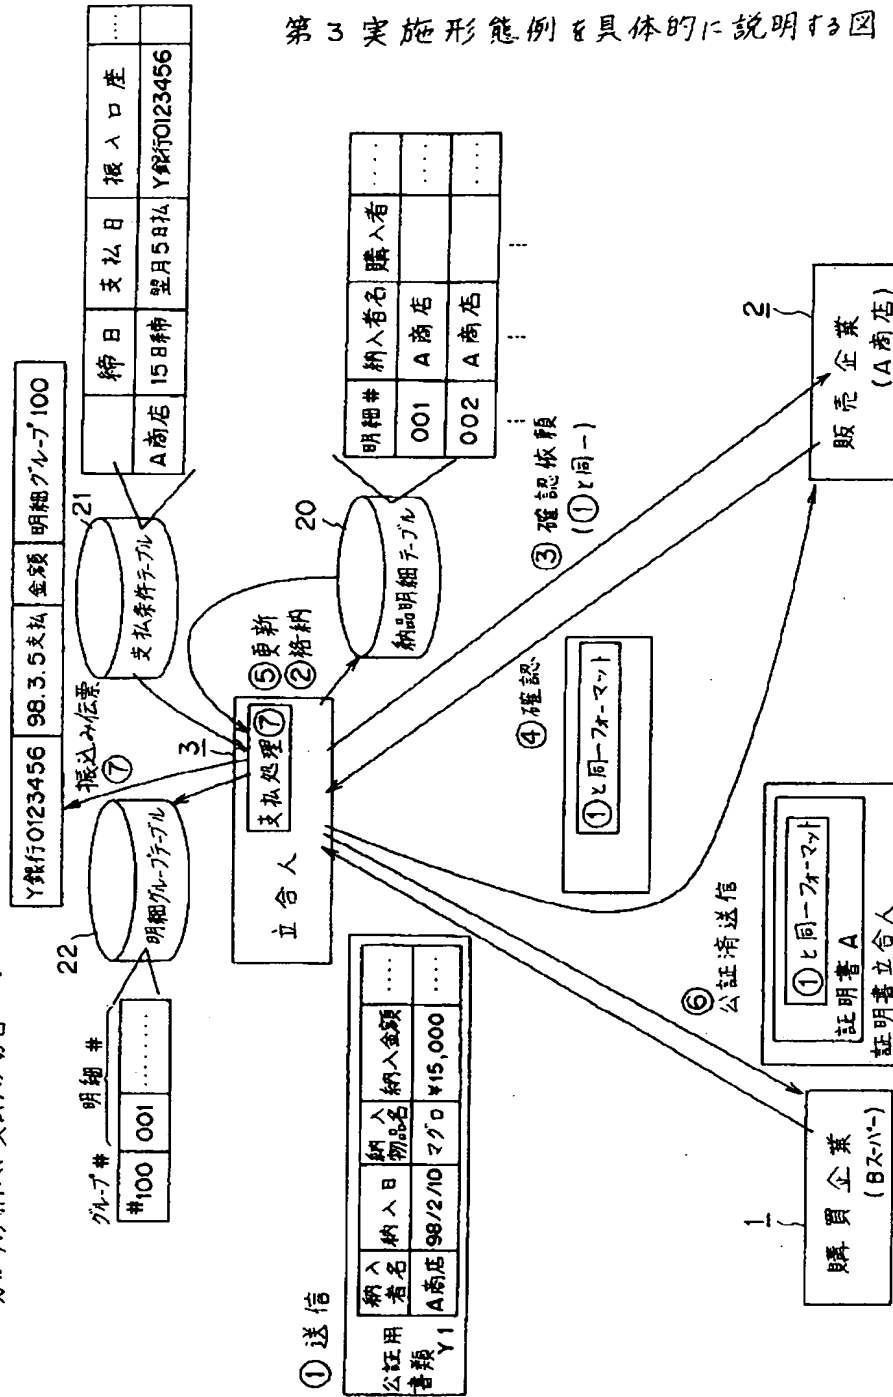 第3実施形態例を具体的に説明する図
締日 支払日 振入口座 ‥‥
A商店 15日締 翌月5日払 Y銀行0123456
Y銀行0123456 98.3.5支払 金額 明細グループ100
振込み伝票
⑦
21
支払条件テーブル
22
明細グループテーブル
グループ# 明細#
#100 001 ‥‥‥
明細# 納入者名 購入者 ‥‥
001 A商店 ‥‥
002 A商店 ‥‥
20
納品明細テーブル
⑤更新
②格納
3
支払処理⑦
立合人
③確認依頼
(①と同一)
④確認
①と同一フォーマット
①送信
公証用
書類
Y1
納入者名 納入日 納入物品名 納入金額 ‥‥
A商店 98/2/10 マグロ ¥15,000 ‥‥
⑥
公証済送信
①と同一フォーマット
証明書A
証明書立合人
1
購買企業
(Bスーパー)
2
販売企業
(A商店)